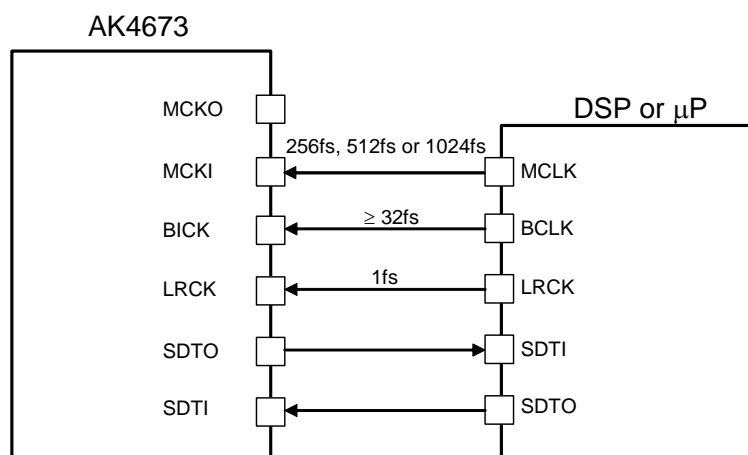 AK4673
DSP or μP
MCKO
256fs, 512fs or 1024fs
MCKI
MCLK
≥ 32fs
BICK
BCLK
1fs
LRCK
LRCK
SDTO
SDTI
SDTI
SDTO